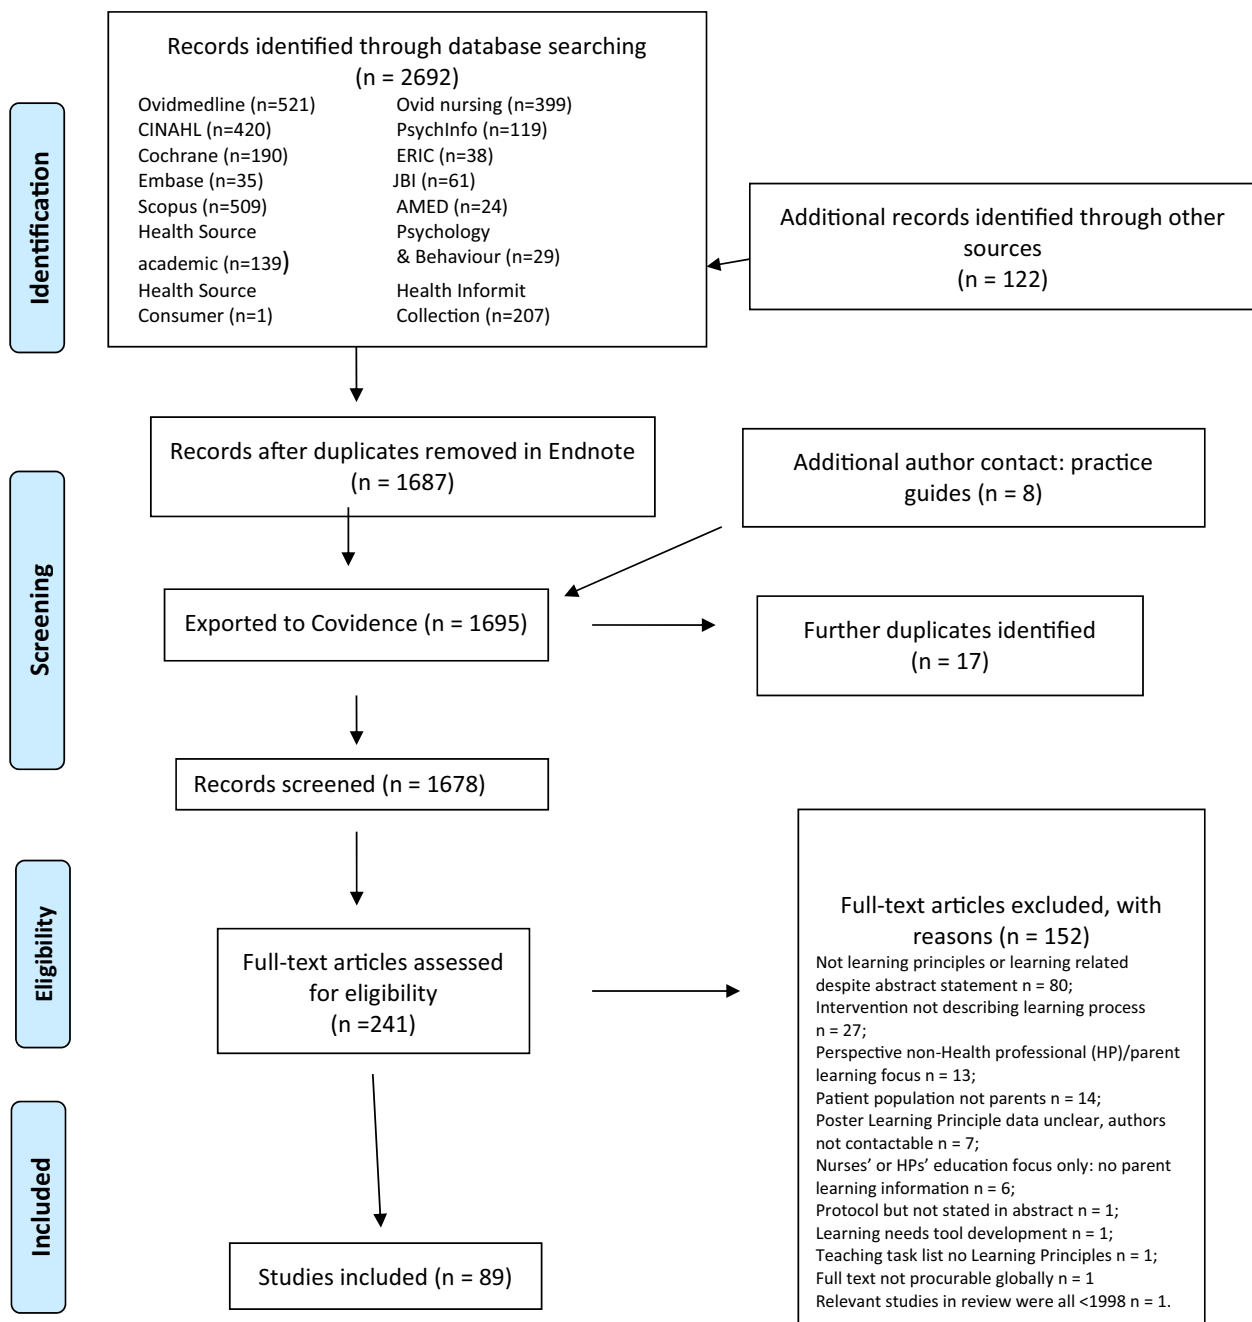 Records identified through database searching
(n = 2692)
Ovidmedline (n=521)
CINAHL (n=420)
Cochrane (n=190)
Embase (n=35)
Scopus (n=509)
Health Source
academic (n=139)
Health Source
Consumer (n=1)
Ovid nursing (n=399)
PsychInfo (n=119)
ERIC (n=38)
JBI (n=61)
AMED (n=24)
Psychology
& Behaviour (n=29)
Health Informit
Collection (n=207)
Identification
Additional records identified through other
sources
(n = 122)
Records after duplicates removed in Endnote
(n = 1687)
Additional author contact: practice
guides (n = 8)
Screening
Exported to Covidence (n = 1695)
Further duplicates identified
(n = 17)
Records screened (n = 1678)
Eligibility
Full-text articles assessed
for eligibility
(n =241)
Full-text articles excluded, with
reasons (n = 152)
Not learning principles or learning related
despite abstract statement n = 80;
Intervention not describing learning process
n = 27;
Perspective non-Health professional (HP)/parent
learning focus n = 13;
Patient population not parents n = 14;
Poster Learning Principle data unclear, authors
not contactable n = 7;
Nurses’ or HPs’ education focus only: no parent
learning information n = 6;
Protocol but not stated in abstract n = 1;
Learning needs tool development n = 1;
Teaching task list no Learning Principles n = 1;
Full text not procurable globally n = 1
Relevant studies in review were all <1998 n = 1.
Included
Studies included (n = 89)